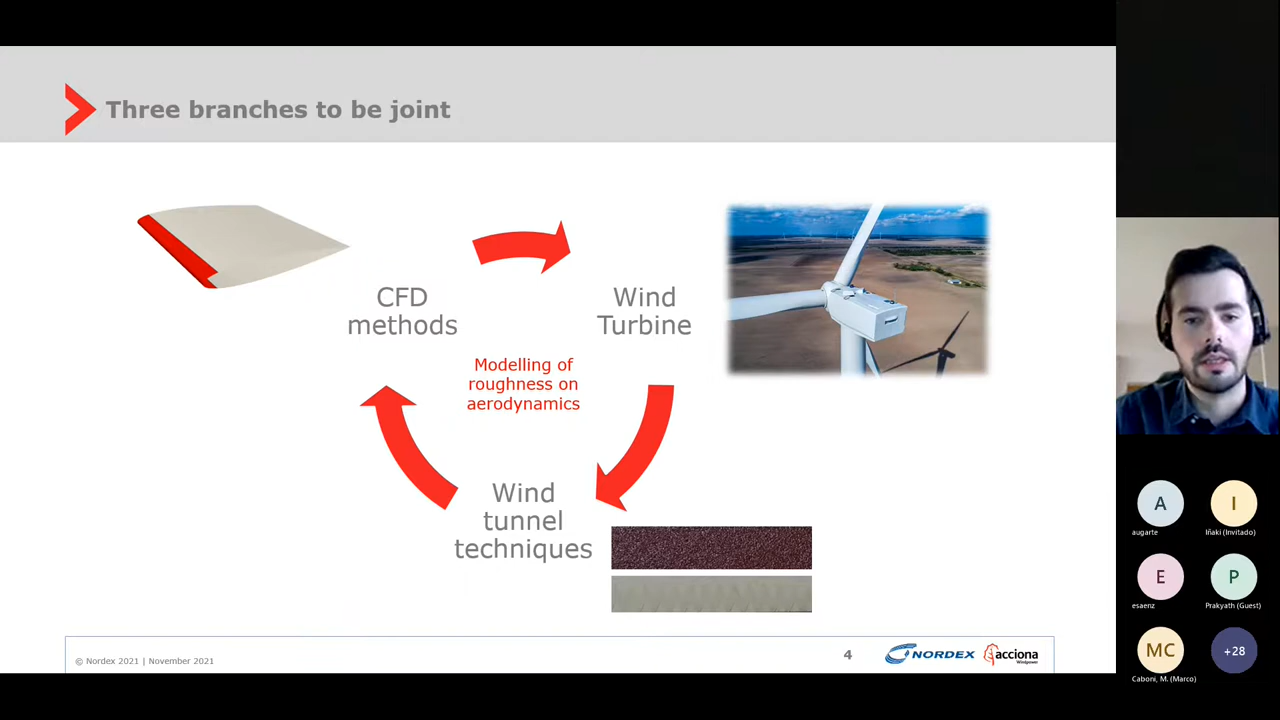 Three branches to be joint
CFD
methods
Wind
Turbine
Modelling of
roughness on
aerodynamics
Wind
tunnel
techniques
© Nordex 2021 | November 2021
4
NORDEX
acciona
Windpower
A
augarte
I
Iñaki (Invitado)
E
esaenz
P
Prakyath (Guest)
MC
Caboni, M. (Marco)
+28